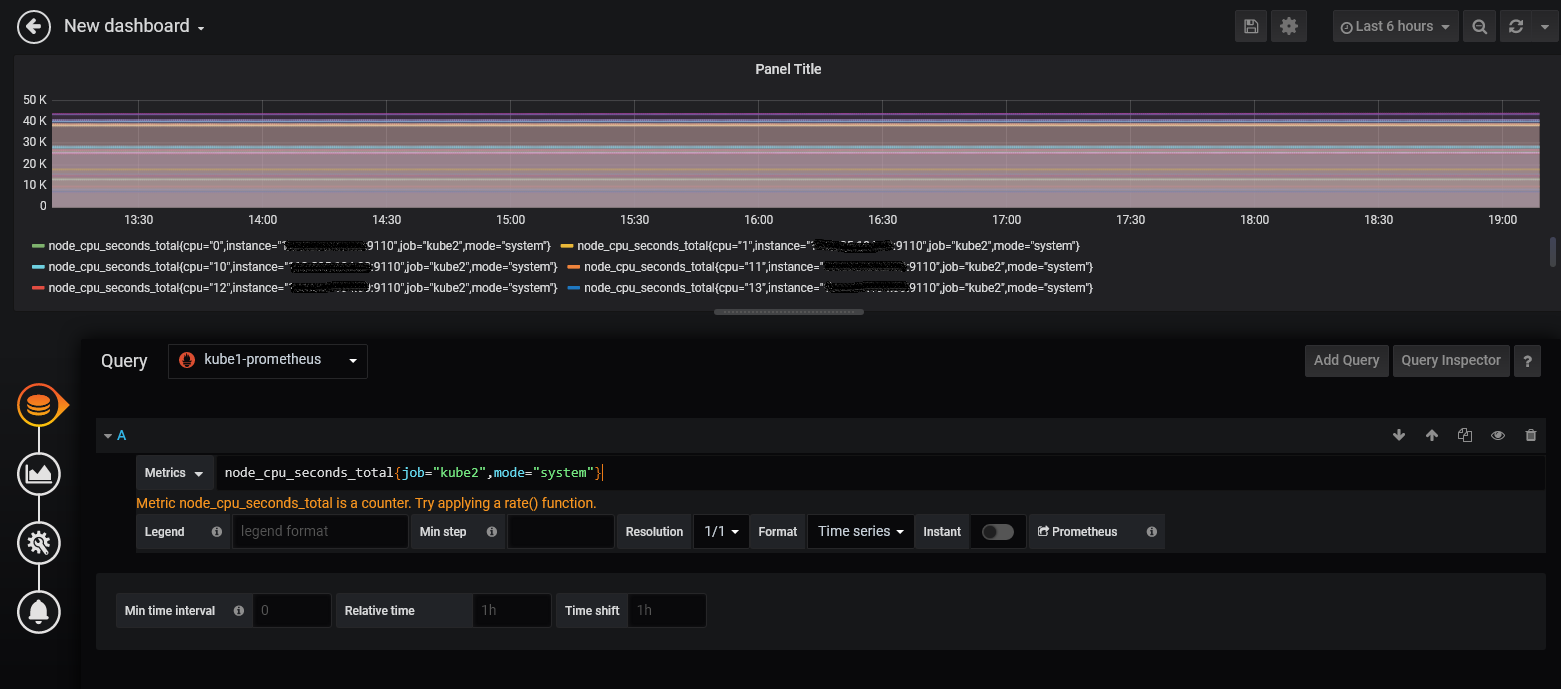 New dashboard
Last 6 hours
Panel Title
50 K
40 K
30 K
20 K
10 K
0
13:30 14:00 14:30 15:00 15:30 16:00 16:30 17:00 17:30 18:00 18:30 19:00
node_cpu_seconds_total{cpu="0",instance=" :9110",job="kube2",mode="system"} node_cpu_seconds_total{cpu="1",instance=" :9110",job="kube2",mode="system"}
node_cpu_seconds_total{cpu="10",instance=" :9110",job="kube2",mode="system"} node_cpu_seconds_total{cpu="11",instance=" :9110",job="kube2",mode="system"}
node_cpu_seconds_total{cpu="12",instance=" :9110",job="kube2",mode="system"} node_cpu_seconds_total{cpu="13",instance=" :9110",job="kube2",mode="system"}
Query kube1-prometheus Add Query Query Inspector ?
A
Metrics node_cpu_seconds_total{job="kube2",mode="system"}
Metric node_cpu_seconds_total is a counter. Try applying a rate() function.
Legend legend format Min step Resolution 1/1 Format Time series Instant Prometheus
Min time interval 0 Relative time 1h Time shift 1h